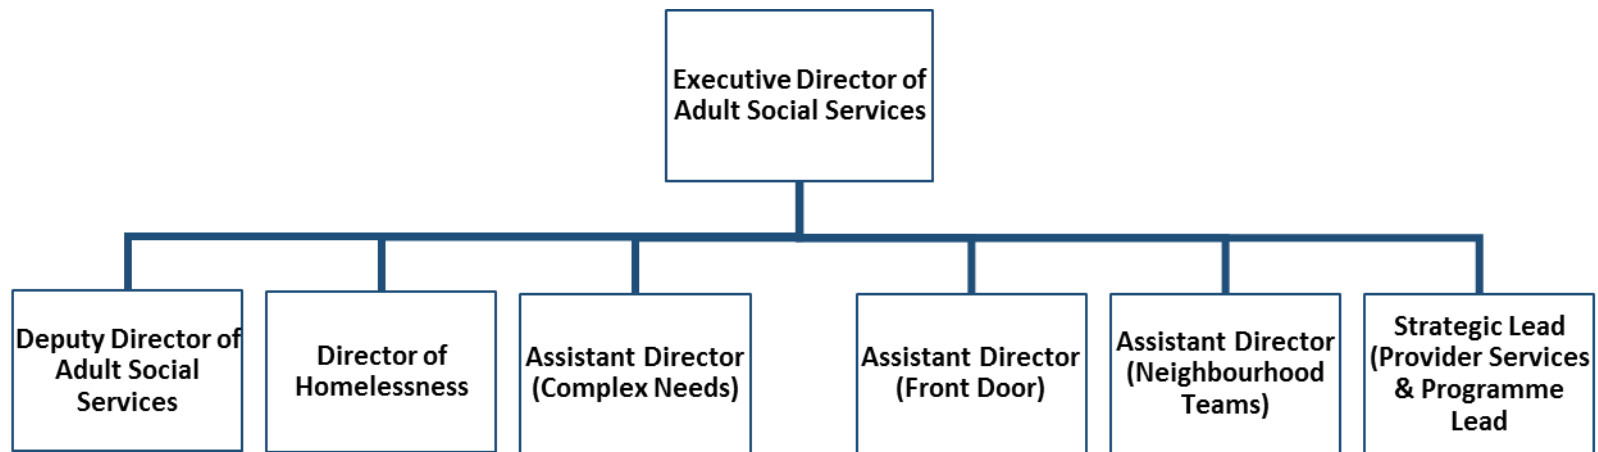 Executive Director of
Adult Social Services
Deputy Director of
Adult Social
Services
Director of
Homelessness
Assistant Director
(Complex Needs)
Assistant Director
(Front Door)
Assistant Director
(Neighbourhood
Teams)
Strategic Lead
(Provider Services
& Programme
Lead